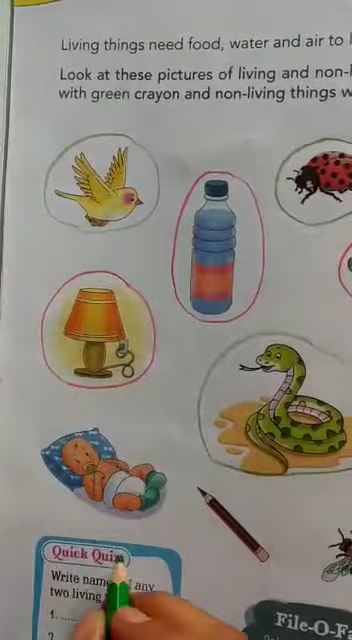 Living things need food, water and air to
Look at these pictures of living and non-
with green crayon and non-living things
Quick Quiz
Write name any
two living
1. ......
2
File-O-F